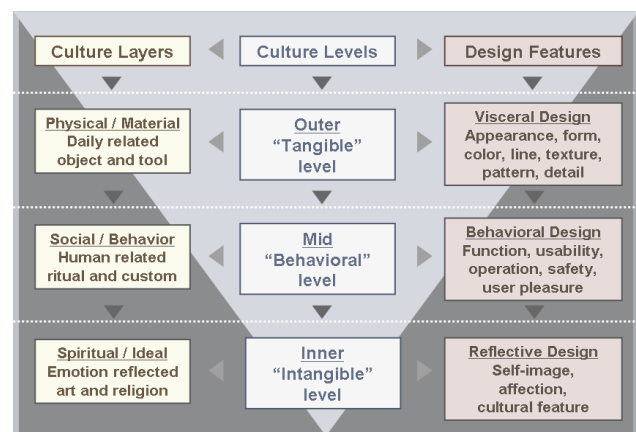 Culture Layers
Culture Levels
Design Features
Physical / Material
Daily related
object and tool
Outer
“Tangible”
level
Visceral Design
Appearance, form,
color, line, texture,
pattern, detail
Social / Behavior
Human related
ritual and custom
Mid
“Behavioral”
level
Behavioral Design
Function, usability,
operation, safety,
user pleasure
Spiritual / Ideal
Emotion reflected
art and religion
Inner
“Intangible”
level
Reflective Design
Self-image,
affection,
cultural feature